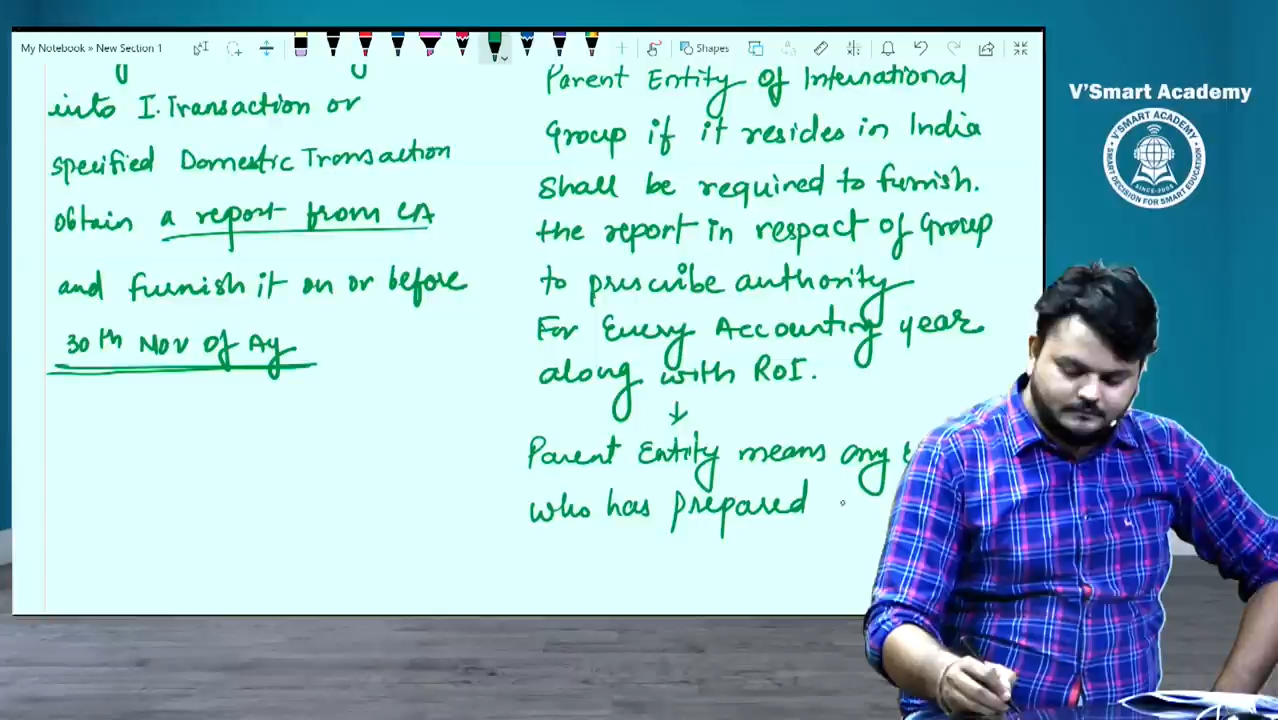 My Notebook » New Section 1
Shapes
into I. Transaction or
specified Domestic Transaction
obtain a report from CA
and furnish it on or before
30th Nov of Ay
Parent Entity of International
Group if it resides in India
shall be required to furnish.
the report in respect of Group
to prescribe authority
For Every Accounting year
along with RoI.
↓
Parent Entity means any
who has prepared
V'Smart Academy
V'SMART ACADEMY
SINCE-2005
SMART DECISION FOR SMART EDUCATION